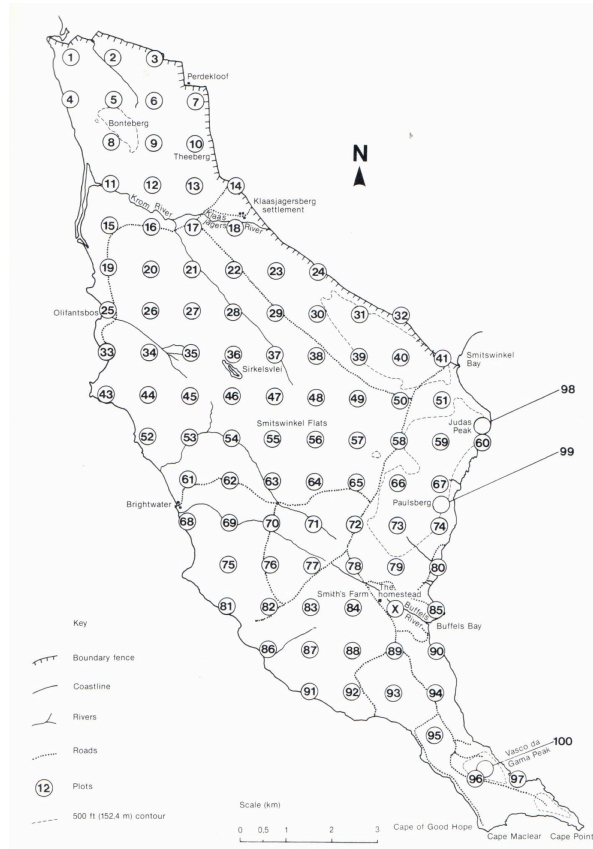 1 2 3
Perdekloof
4 5 6 7
Bonteberg
8 9 10
Theeberg
N
11 12 13 14
Krom River
Klaasjagersberg
settlement
15 16 17 18
Klaas
jagers River
19 20 21 22 23 24
Olifantsbos
25 26 27 28 29 30 31 32
33 34 35 36 37 38 39 40 41
Smitswinkel
Bay
Sirkelsvlei
43 44 45 46 47 48 49 50 51
98
Smitswinkel Flats
Judas
Peak
52 53 54 55 56 57 58 59 60
99
61 62 63 64 65 66 67
Paulsberg
Brightwater
68 69 70 71 72 73 74
75 76 77 78 79 80
The
homestead
Smith's Farm
81 82 83 84 X 85
Buffels
River
Buffels Bay
Key
86 87 88 89 90
Boundary fence
Coastline
91 92 93 94
Rivers
95
Roads
Vasco da
Gama Peak
100
96 97
12 Plots
500 ft (152,4 m) contour
Scale (km)
0 0,5 1 2 3
Cape of Good Hope
Cape Maclear
Cape Point